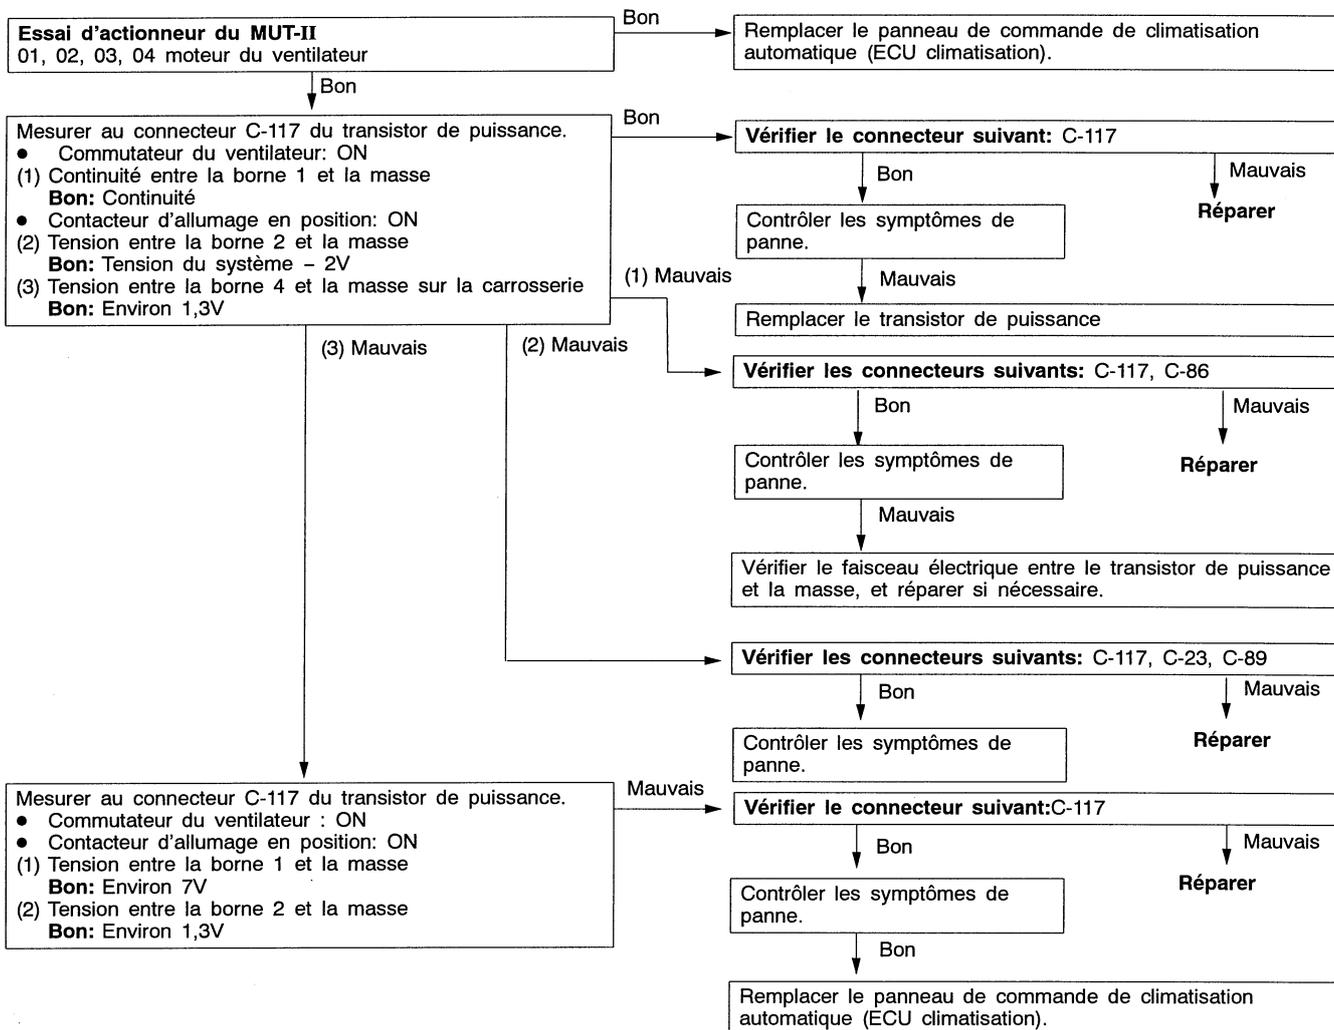 Essai d'actionneur du MUT-II
01, 02, 03, 04 moteur du ventilateur
Bon
Remplacer le panneau de commande de climatisation
automatique (ECU climatisation).
Bon
Mesurer au connecteur C-117 du transistor de puissance.
● Commutateur du ventilateur: ON
(1) Continuité entre la borne 1 et la masse
Bon: Continuité
● Contacteur d'allumage en position: ON
(2) Tension entre la borne 2 et la masse
Bon: Tension du système – 2V
(3) Tension entre la borne 4 et la masse sur la carrosserie
Bon: Environ 1,3V
Bon
Vérifier le connecteur suivant: C-117
Bon
Mauvais
Réparer
Contrôler les symptômes de
panne.
Mauvais
Remplacer le transistor de puissance
(1) Mauvais
(3) Mauvais
(2) Mauvais
Vérifier les connecteurs suivants: C-117, C-86
Bon
Mauvais
Réparer
Contrôler les symptômes de
panne.
Mauvais
Vérifier le faisceau électrique entre le transistor de puissance
et la masse, et réparer si nécessaire.
Vérifier les connecteurs suivants: C-117, C-23, C-89
Bon
Mauvais
Réparer
Contrôler les symptômes de
panne.
Mesurer au connecteur C-117 du transistor de puissance.
● Commutateur du ventilateur : ON
● Contacteur d'allumage en position: ON
(1) Tension entre la borne 1 et la masse
Bon: Environ 7V
(2) Tension entre la borne 2 et la masse
Bon: Environ 1,3V
Mauvais
Vérifier le connecteur suivant:C-117
Bon
Mauvais
Réparer
Contrôler les symptômes de
panne.
Bon
Remplacer le panneau de commande de climatisation
automatique (ECU climatisation).